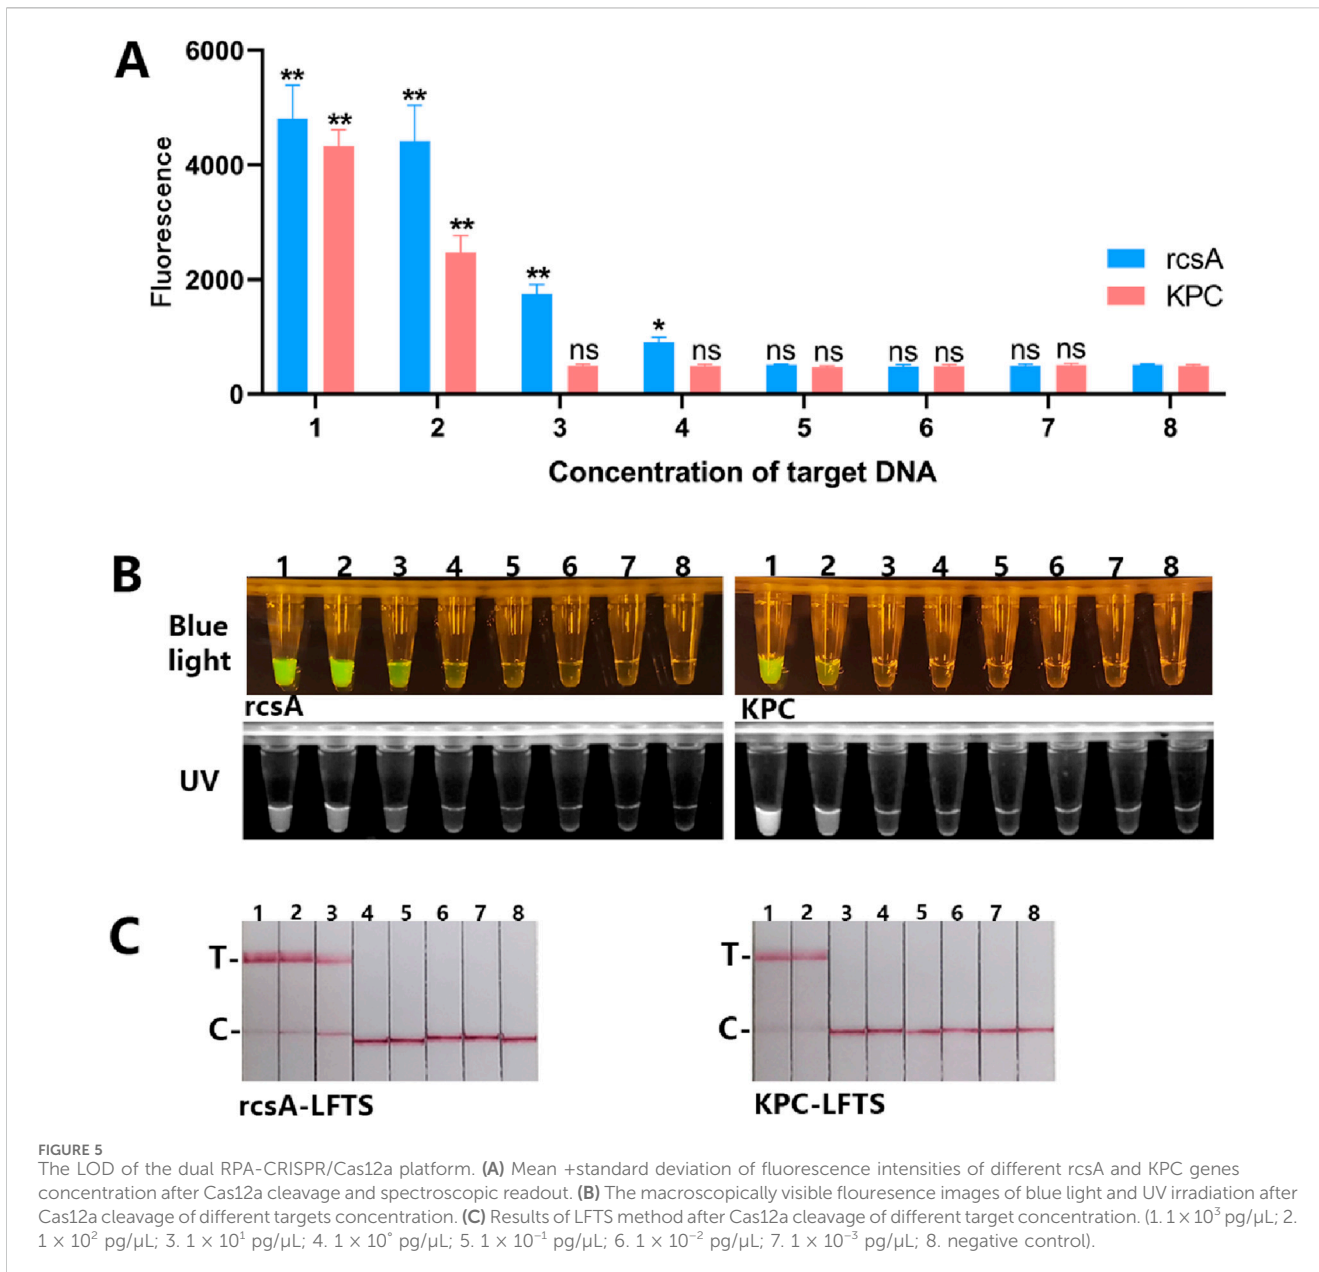 A
6000
4000
2000
0
Fluorescence
** ** ** ** ** ns * ns ns ns ns ns ns ns
rcsA
KPC
1 2 3 4 5 6 7 8
Concentration of target DNA
B
1 2 3 4 5 6 7 8
1 2 3 4 5 6 7 8
Blue
light
rcsA
KPC
UV
C
1 2 3 4 5 6 7 8
1 2 3 4 5 6 7 8
T-
C-
T-
C-
rcsA-LFTS
KPC-LFTS
FIGURE 5
The LOD of the dual RPA-CRISPR/Cas12a platform. (A) Mean +standard deviation of fluorescence intensities of different rcsA and KPC genes
concentration after Cas12a cleavage and spectroscopic readout. (B) The macroscopically visible flouresence images of blue light and UV irradiation after
Cas12a cleavage of different targets concentration. (C) Results of LFTS method after Cas12a cleavage of different target concentration. (1. 1 × 10³ pg/μL; 2.
1 × 10² pg/μL; 3. 1 × 10¹ pg/μL; 4. 1 × 10° pg/μL; 5. 1 × 10⁻¹ pg/μL; 6. 1 × 10⁻² pg/μL; 7. 1 × 10⁻³ pg/μL; 8. negative control).